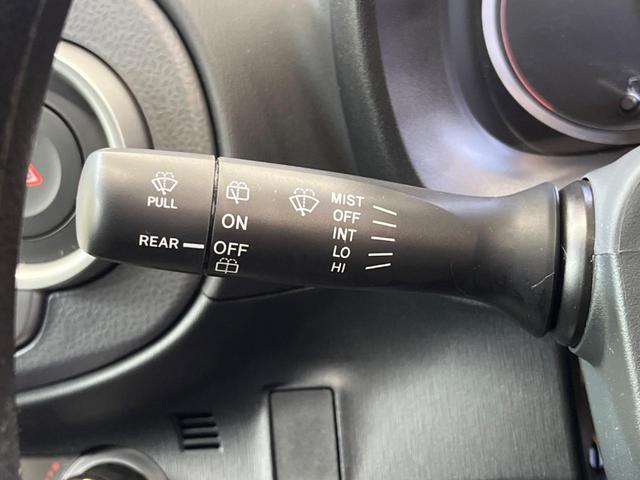 PULL
REAR
ON
OFF
MIST
OFF
INT
LO
HI